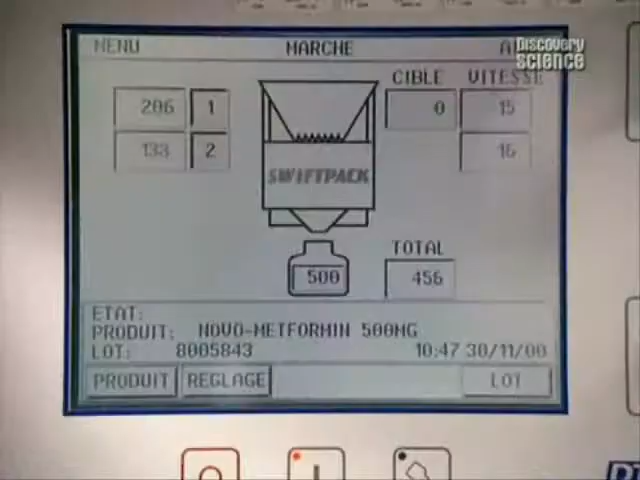 MENU MARCHE
Discovery
science
CIBLE VITESSE
206 1 0 15
133 2 16
SWIFTPACK
TOTAL
500 456
ETAT:
PRODUIT: NOVO-METFORMIN 500MG
LOT: 8005843 10:47 30/11/00
PRODUIT REGLAGE LOT